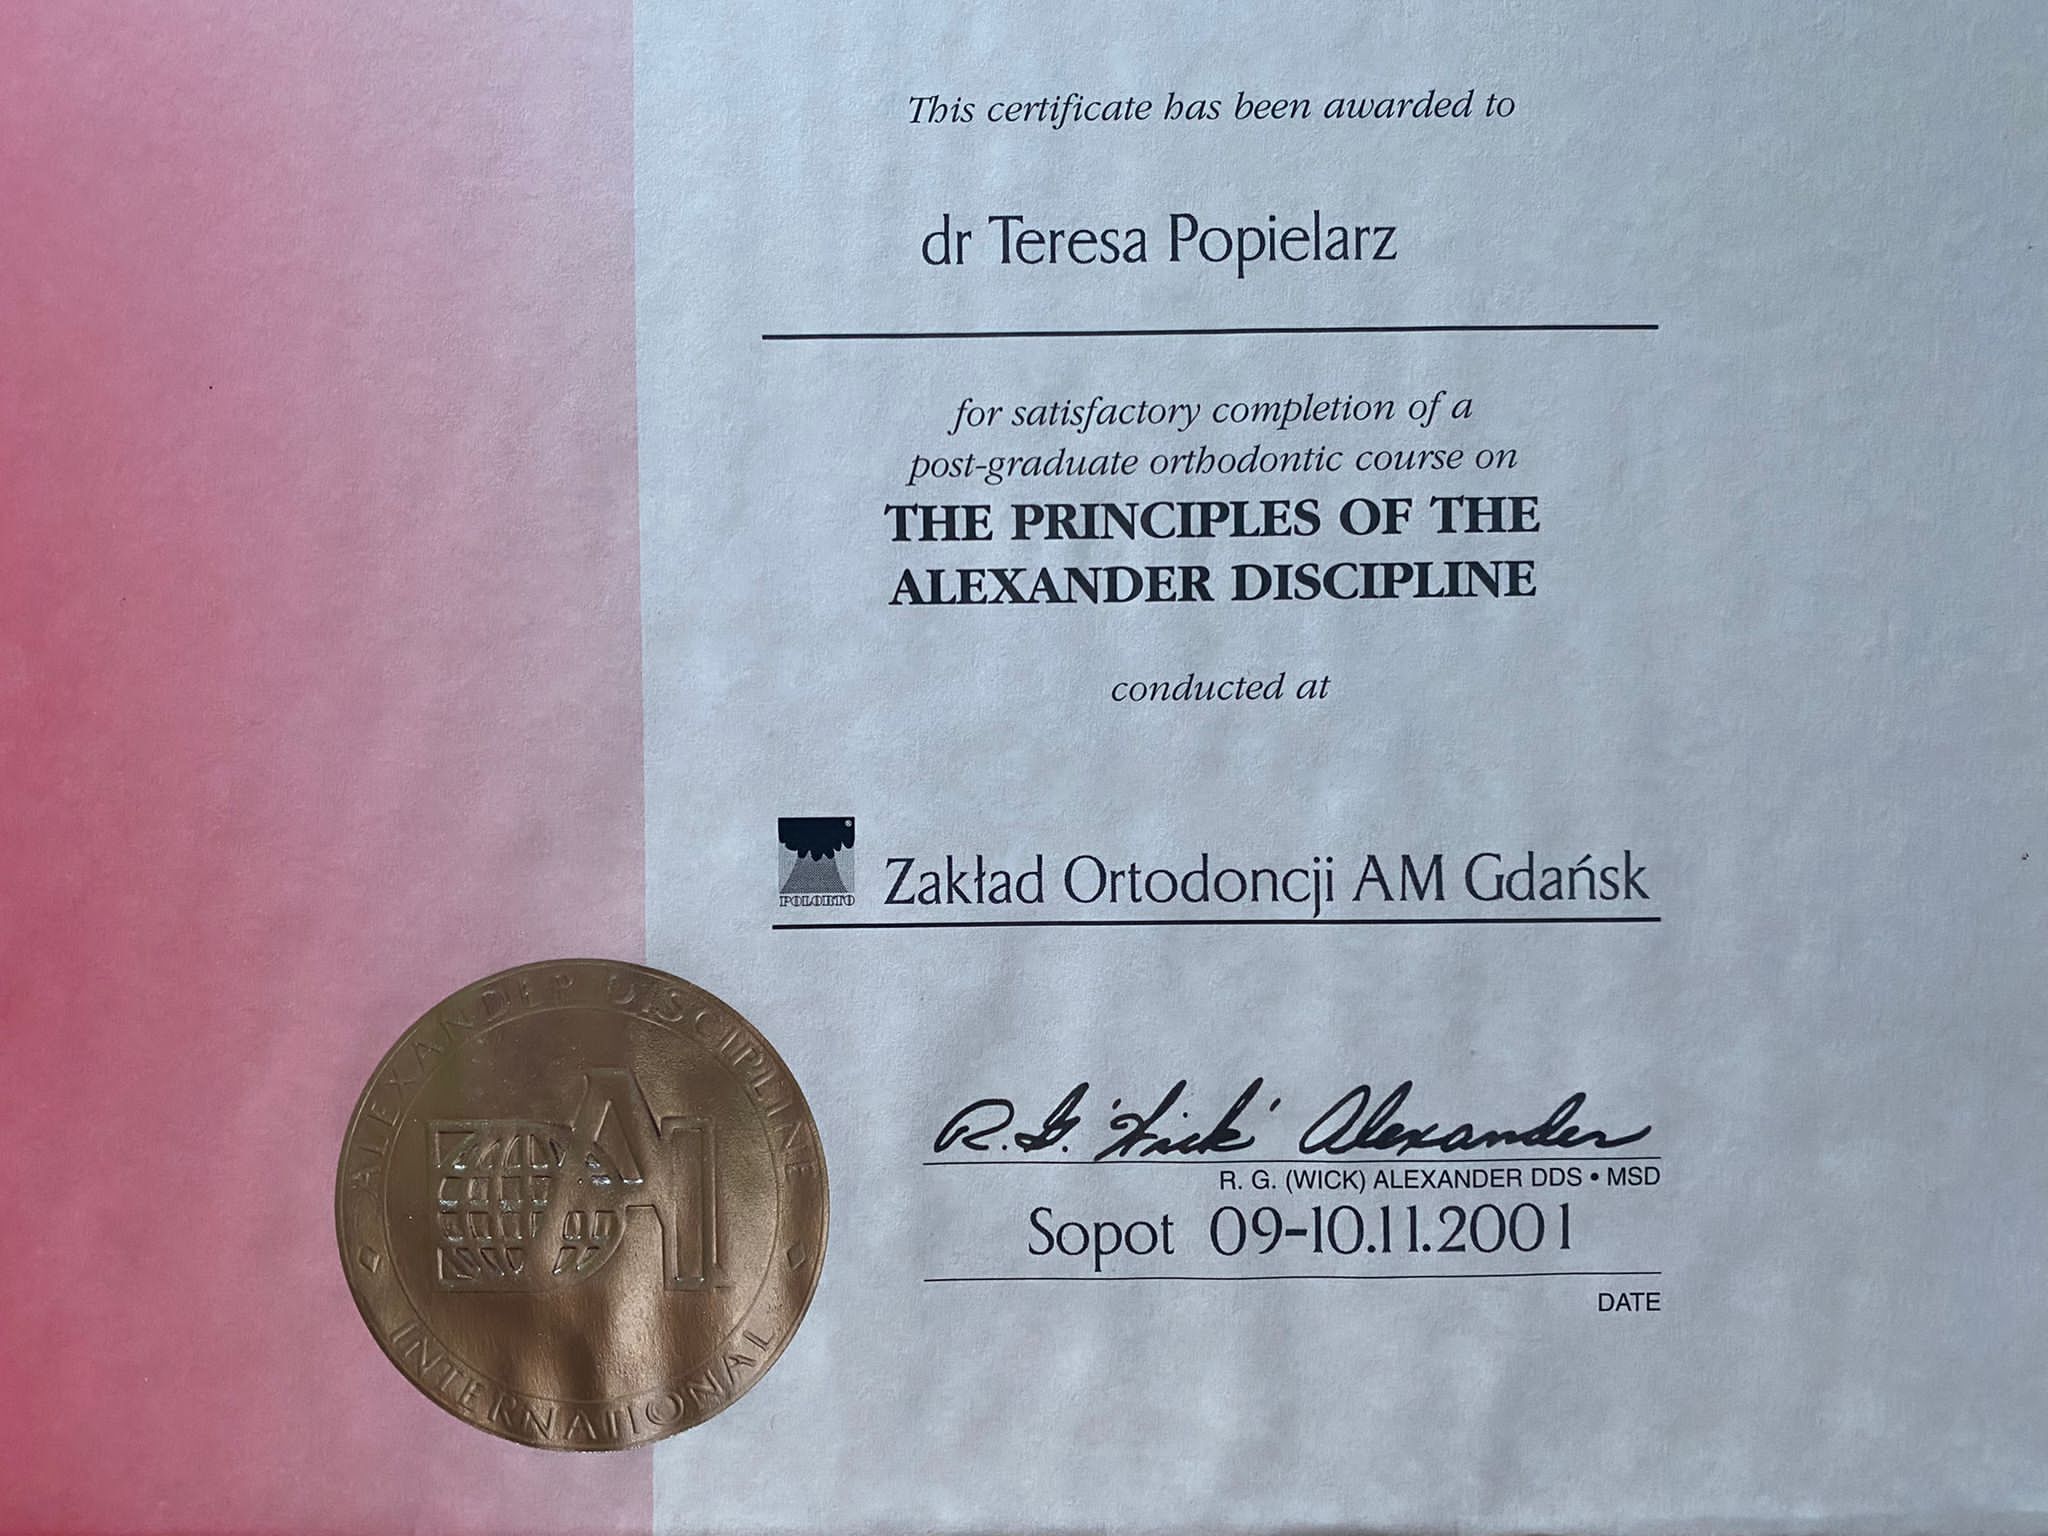 This certificate has been awarded to
dr Teresa Popielarz
for satisfactory completion of a
post-graduate orthodontic course on
THE PRINCIPLES OF THE
ALEXANDER DISCIPLINE
conducted at
®
POLORTO
Zakład Ortodoncji AM Gdańsk
ALEXANDER DISCIPLINE
INTERNATIONAL
R. G. 'Wick' Alexander
R. G. (WICK) ALEXANDER DDS • MSD
Sopot 09-10.11.2001
DATE